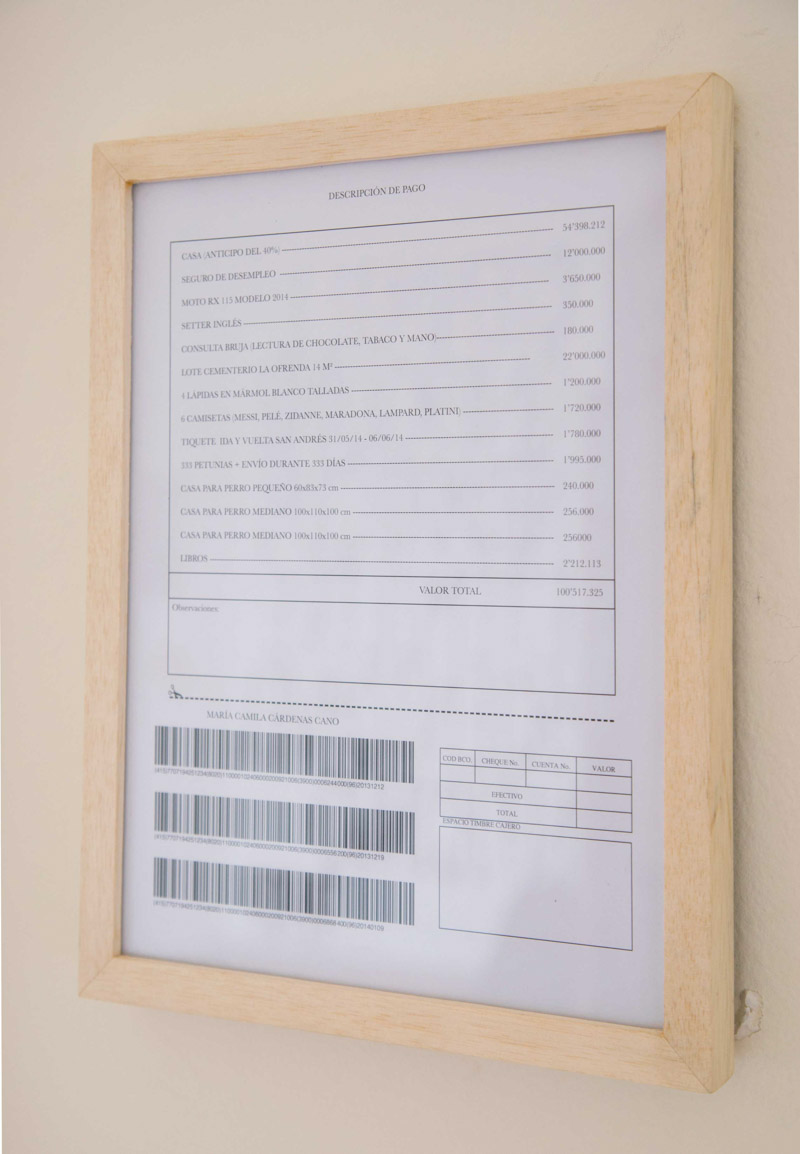 DESCRIPCIÓN DE PAGO
CASA (ANTICIPO DEL 40%) 54'398.212
SEGURO DE DESEMPLEO 12'000.000
MOTO RX 115 MODELO 2014 3'650.000
SETTER INGLÉS 350.000
CONSULTA BRUJA (LECTURA DE CHOCOLATE, TABACO Y MANO) 180.000
LOTE CEMENTERIO LA OFRENDA 14 M² 22'000.000
4 LÁPIDAS EN MÁRMOL BLANCO TALLADAS 1'200.000
6 CAMISETAS (MESSI, PELÉ, ZIDANNE, MARADONA, LAMPARD, PLATINI) 1'720.000
TIQUETE IDA Y VUELTA SAN ANDRÉS 31/05/14 - 06/06/14 1'780.000
333 PETUNIAS + ENVÍO DURANTE 333 DÍAS 1'995.000
CASA PARA PERRO PEQUEÑO 60x83x73 cm 240.000
CASA PARA PERRO MEDIANO 100x110x100 cm 256.000
CASA PARA PERRO MEDIANO 100x110x100 cm 256000
LIBROS 2'212.113
VALOR TOTAL 100'517.325
Observaciones:
MARÍA CAMILA CÁRDENAS CANO
COD BCO. CHEQUE No. CUENTA No. VALOR
EFECTIVO
TOTAL
ESPACIO TIMBRE CAJERO